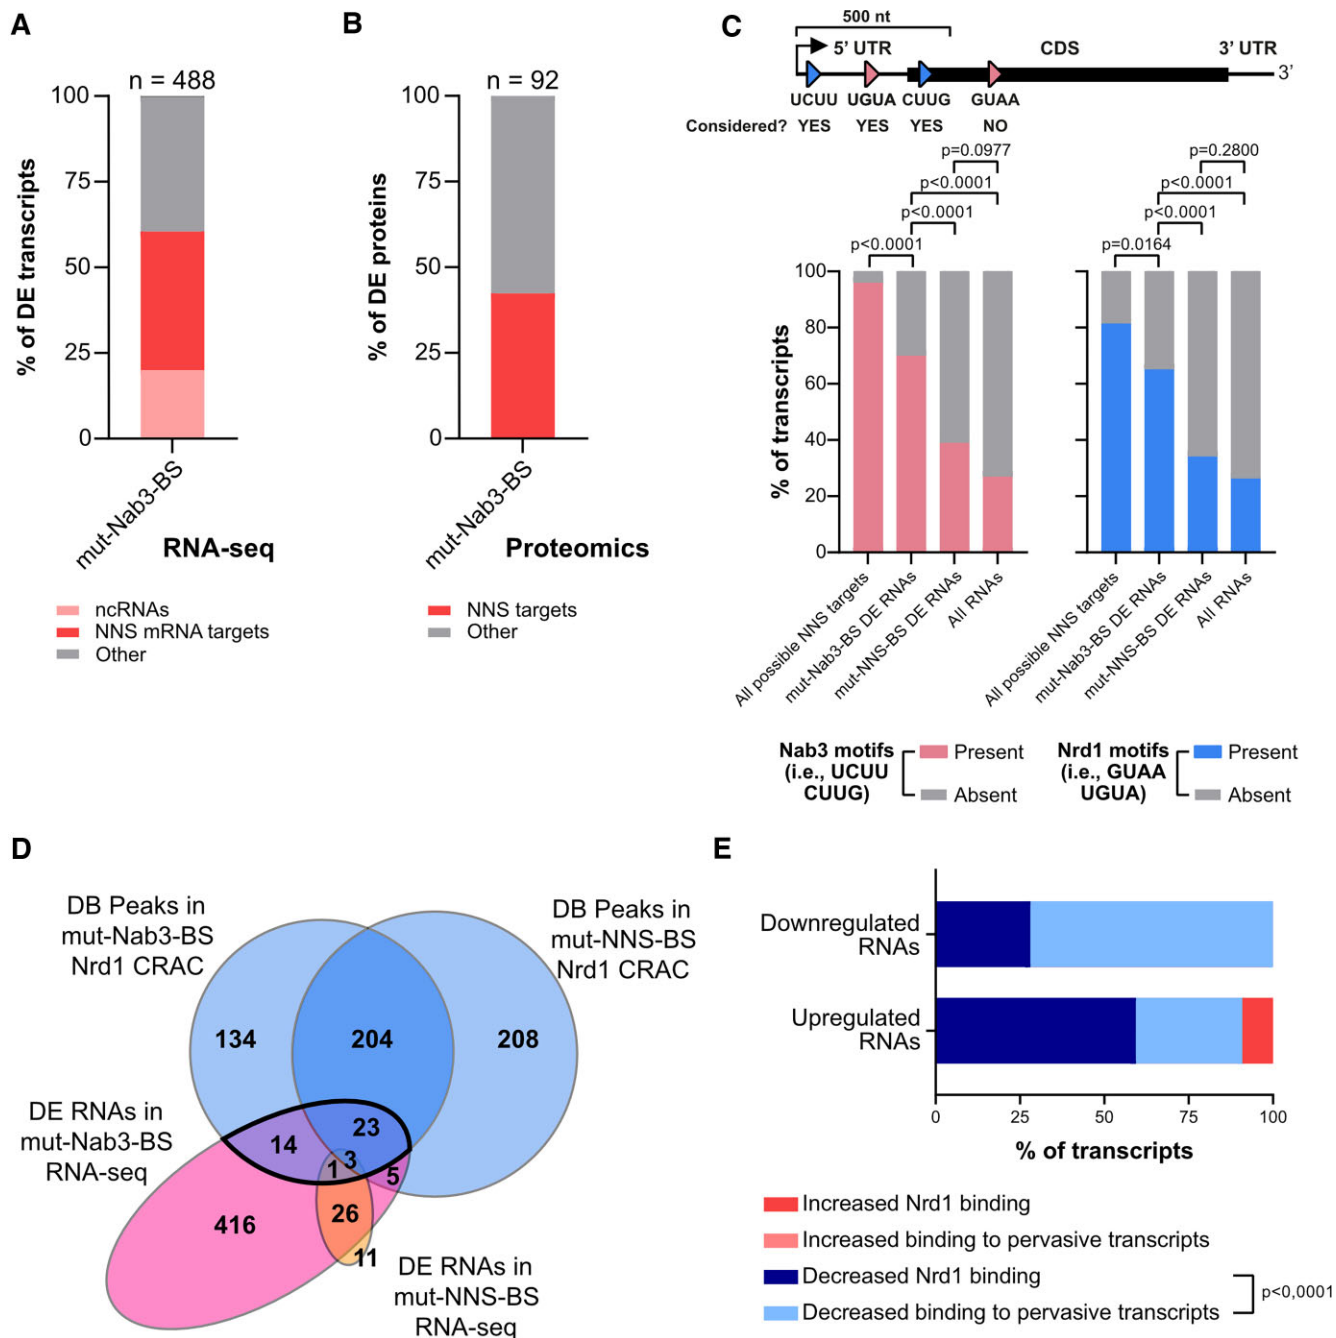 A
n = 488
100
75
50
25
0
% of DE transcripts
mut-Nab3-BS
RNA-seq
ncRNAs
NNS mRNA targets
Other
B
n = 92
100
75
50
25
0
% of DE proteins
mut-Nab3-BS
Proteomics
NNS targets
Other
C
500 nt
5' UTR
CDS
3' UTR
3'
UCUU UGUA CUUG GUAA
Considered? YES YES YES NO
p=0.0977
p<0.0001
p<0.0001
p<0.0001
p=0.2800
p<0.0001
p<0.0001
p=0.0164
100
80
60
40
20
0
% of transcripts
All possible NNS targets
mut-Nab3-BS DE RNAs
mut-NNS-BS DE RNAs
All RNAs
All possible NNS targets
mut-Nab3-BS DE RNAs
mut-NNS-BS DE RNAs
All RNAs
Nab3 motifs
(i.e., UCUU
CUUG)
Present
Absent
Nrd1 motifs
(i.e., GUAA
UGUA)
Present
Absent
D
DB Peaks in
mut-Nab3-BS
Nrd1 CRAC
DB Peaks in
mut-NNS-BS
Nrd1 CRAC
134
204
208
DE RNAs in
mut-Nab3-BS
RNA-seq
14
23
1
3
5
416
26
11
DE RNAs in
mut-NNS-BS
RNA-seq
E
Downregulated
RNAs
Upregulated
RNAs
0
25
50
75
100
% of transcripts
Increased Nrd1 binding
Increased binding to pervasive transcripts
Decreased Nrd1 binding
Decreased binding to pervasive transcripts
p<0,0001